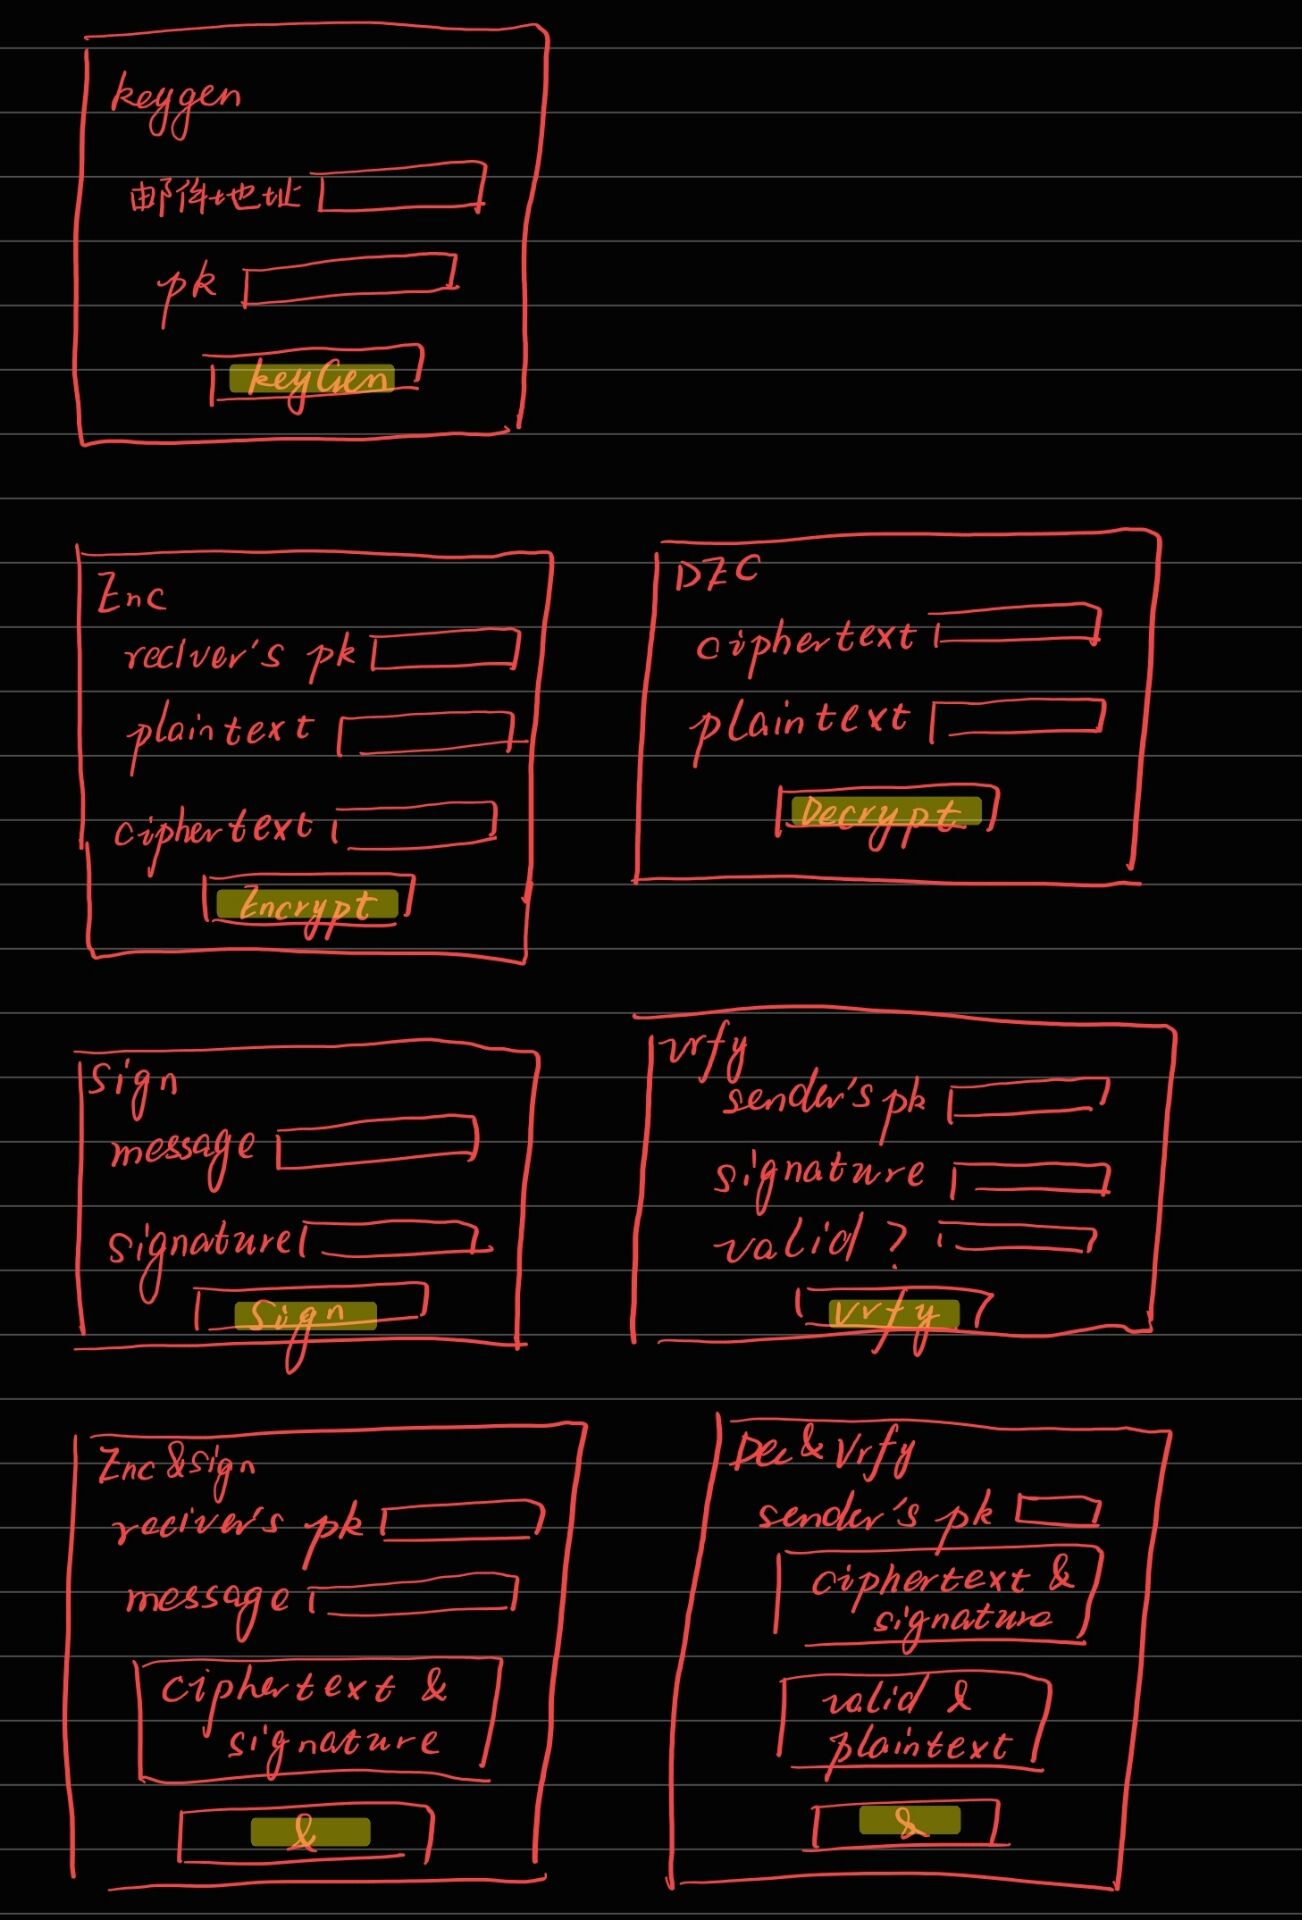 keygen
邮件地址
pk
keyGen
Enc
reciver's pk
plaintext
ciphertext
Encrypt
DEC
ciphertext
plaintext
Decrypt
Sign
message
signature
Sign
vrfy
sender's pk
signature
valid ?
Vrfy
Enc &sign
reciver's pk
message
ciphertext &
signature
&
Dec & Vrfy
sender's pk
ciphertext &
signature
valid &
plaintext
&